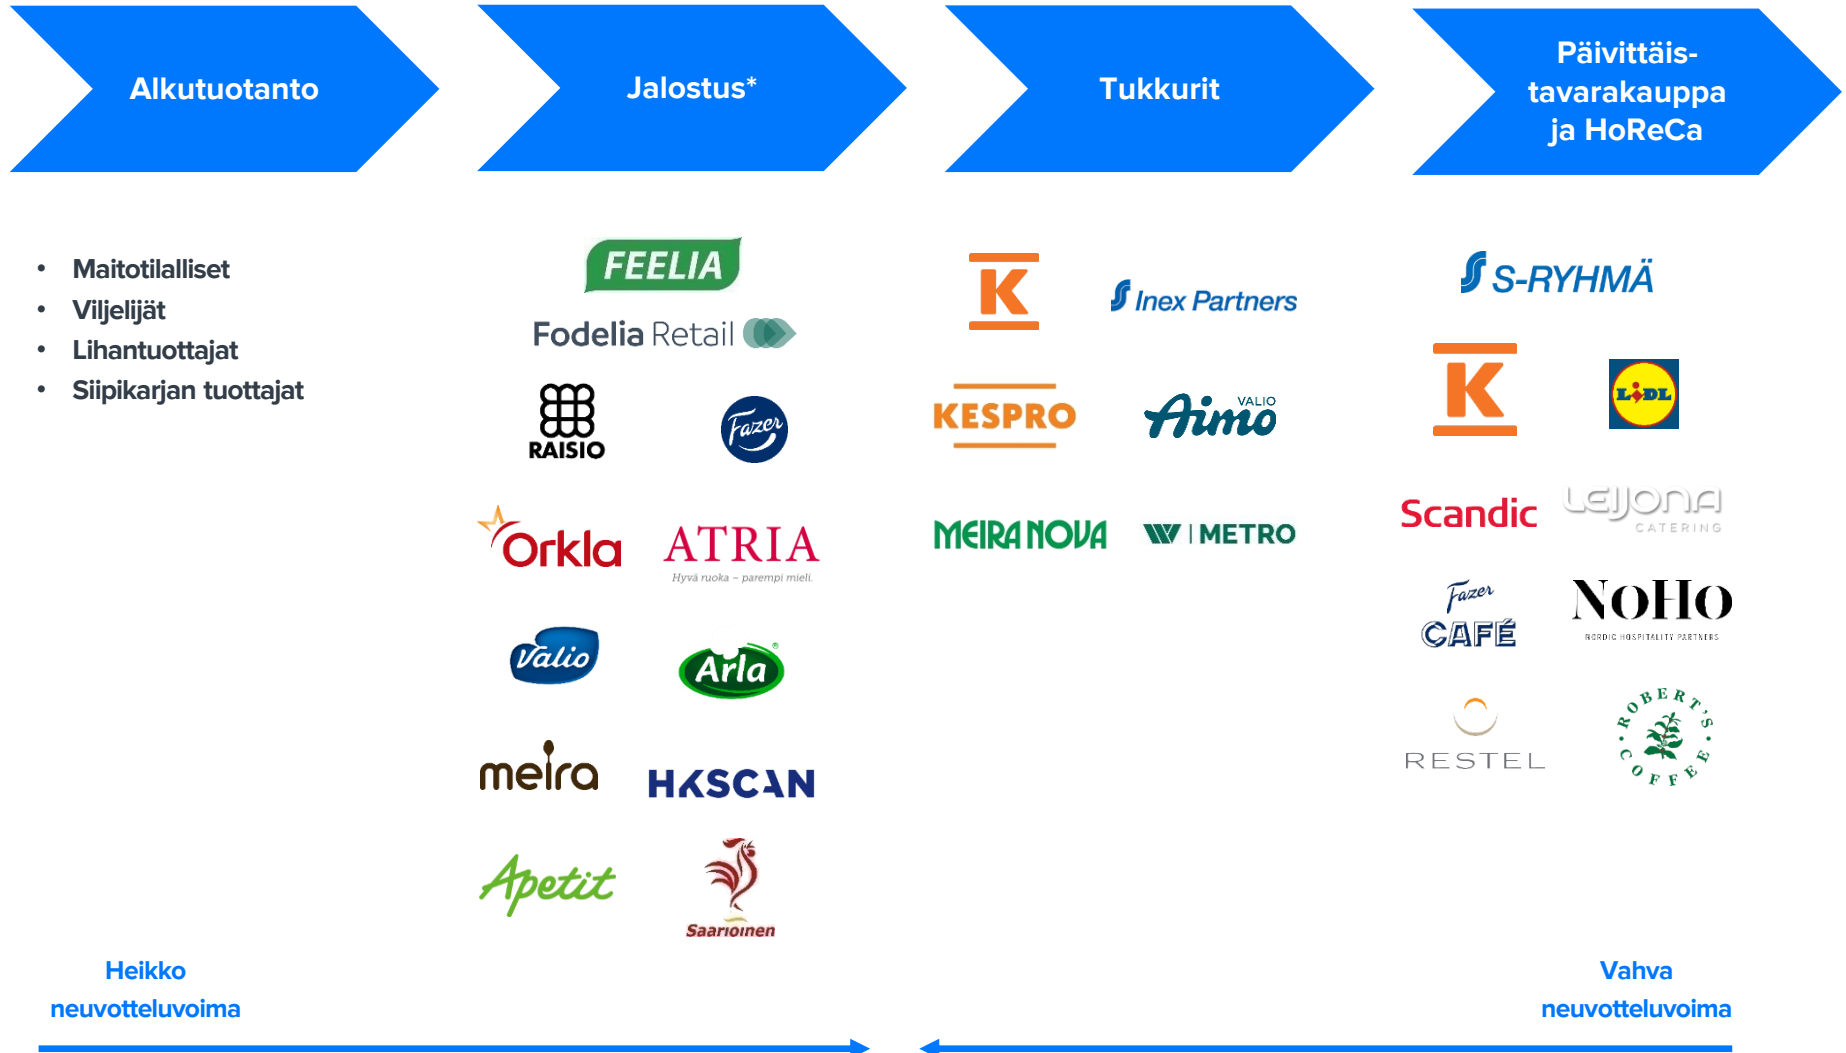 Alkutuotanto
Jalostus*
Tukkurit
Päivittäis-
tavarakauppa
ja HoReCa
• Maitotilalliset
• Viljelijät
• Lihantuottajat
• Siipikarjan tuottajat
FEELIA
Fodelia Retail
RAISIO
Fazer
Orkla
ATRIA
Hyvä ruoka – parempi mieli.
Valio
Arla®
meira
HKSCAN
Apetit
Saarioinen
K
Inex Partners
KESPRO
VALIO
Aimo
MEIRA NOVA
W | METRO
S-RYHMÄ
K
LiDL
Scandic
LEIJONA
CATERING
Fazer
CAFÉ
NoHo
NORDIC HOSPITALITY PARTNERS
RESTEL
ROBERT'S
COFFEE
Heikko
neuvotteluvoima
Vahva
neuvotteluvoima